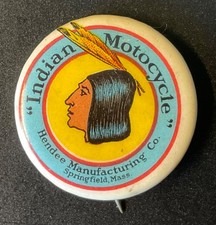 "Indian Motocycle"
Hendee Manufacturing Co.
Springfield, Mass.